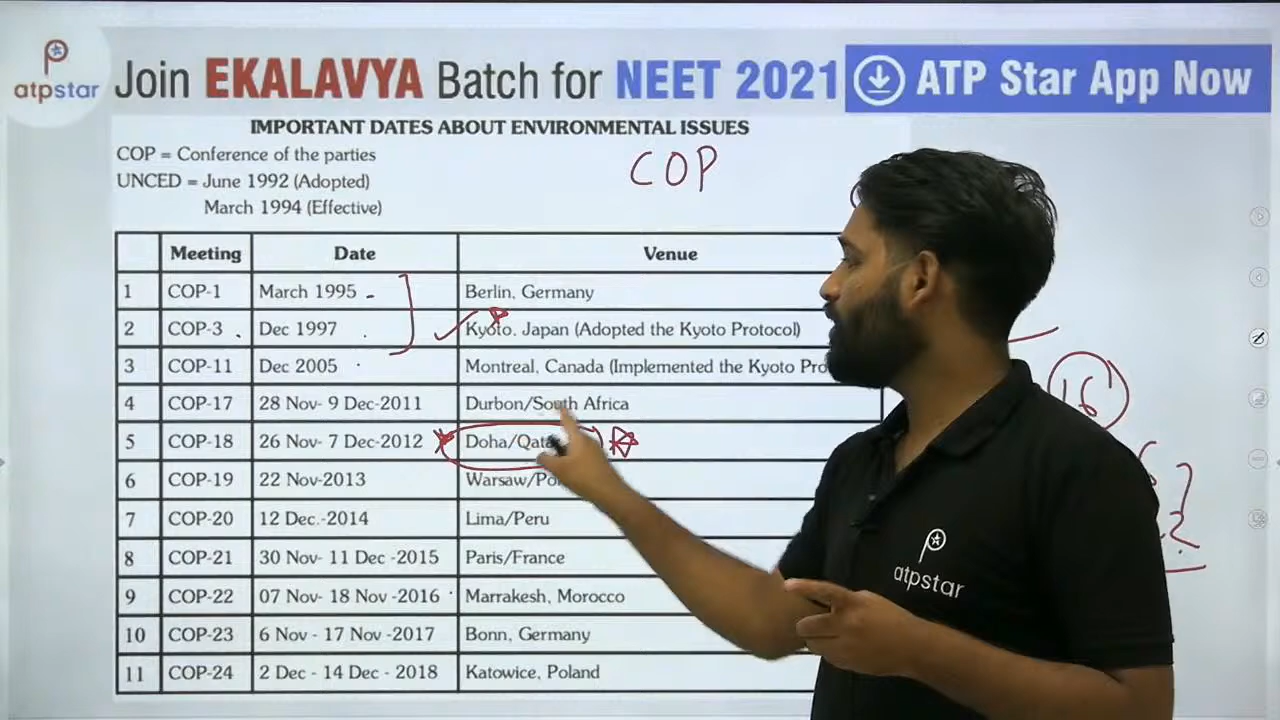 atpstar
Join EKALAVYA Batch for NEET 2021
ATP Star App Now
IMPORTANT DATES ABOUT ENVIRONMENTAL ISSUES
COP = Conference of the parties
COP
UNCED = June 1992 (Adopted)
March 1994 (Effective)
Meeting Date Venue
1 COP-1 March 1995 Berlin, Germany
2 COP-3 Dec 1997 Kyoto, Japan (Adopted the Kyoto Protocol)
3 COP-11 Dec 2005 Montreal, Canada (Implemented the Kyoto
4 COP-17 28 Nov- 9 Dec-2011 Durbon/South Africa
16
5 COP-18 26 Nov- 7 Dec-2012 Doha/
6 COP-19 22 Nov-2013 Warsaw/
7 COP-20 12 Dec.-2014 Lima/Peru
8 COP-21 30 Nov- 11 Dec -2015 Paris/France
9 COP-22 07 Nov- 18 Nov -2016 Marrakesh, Morocco
10 COP-23 6 Nov - 17 Nov -2017 Bonn, Germany
11 COP-24 2 Dec - 14 Dec - 2018 Katowice, Poland
atpstar